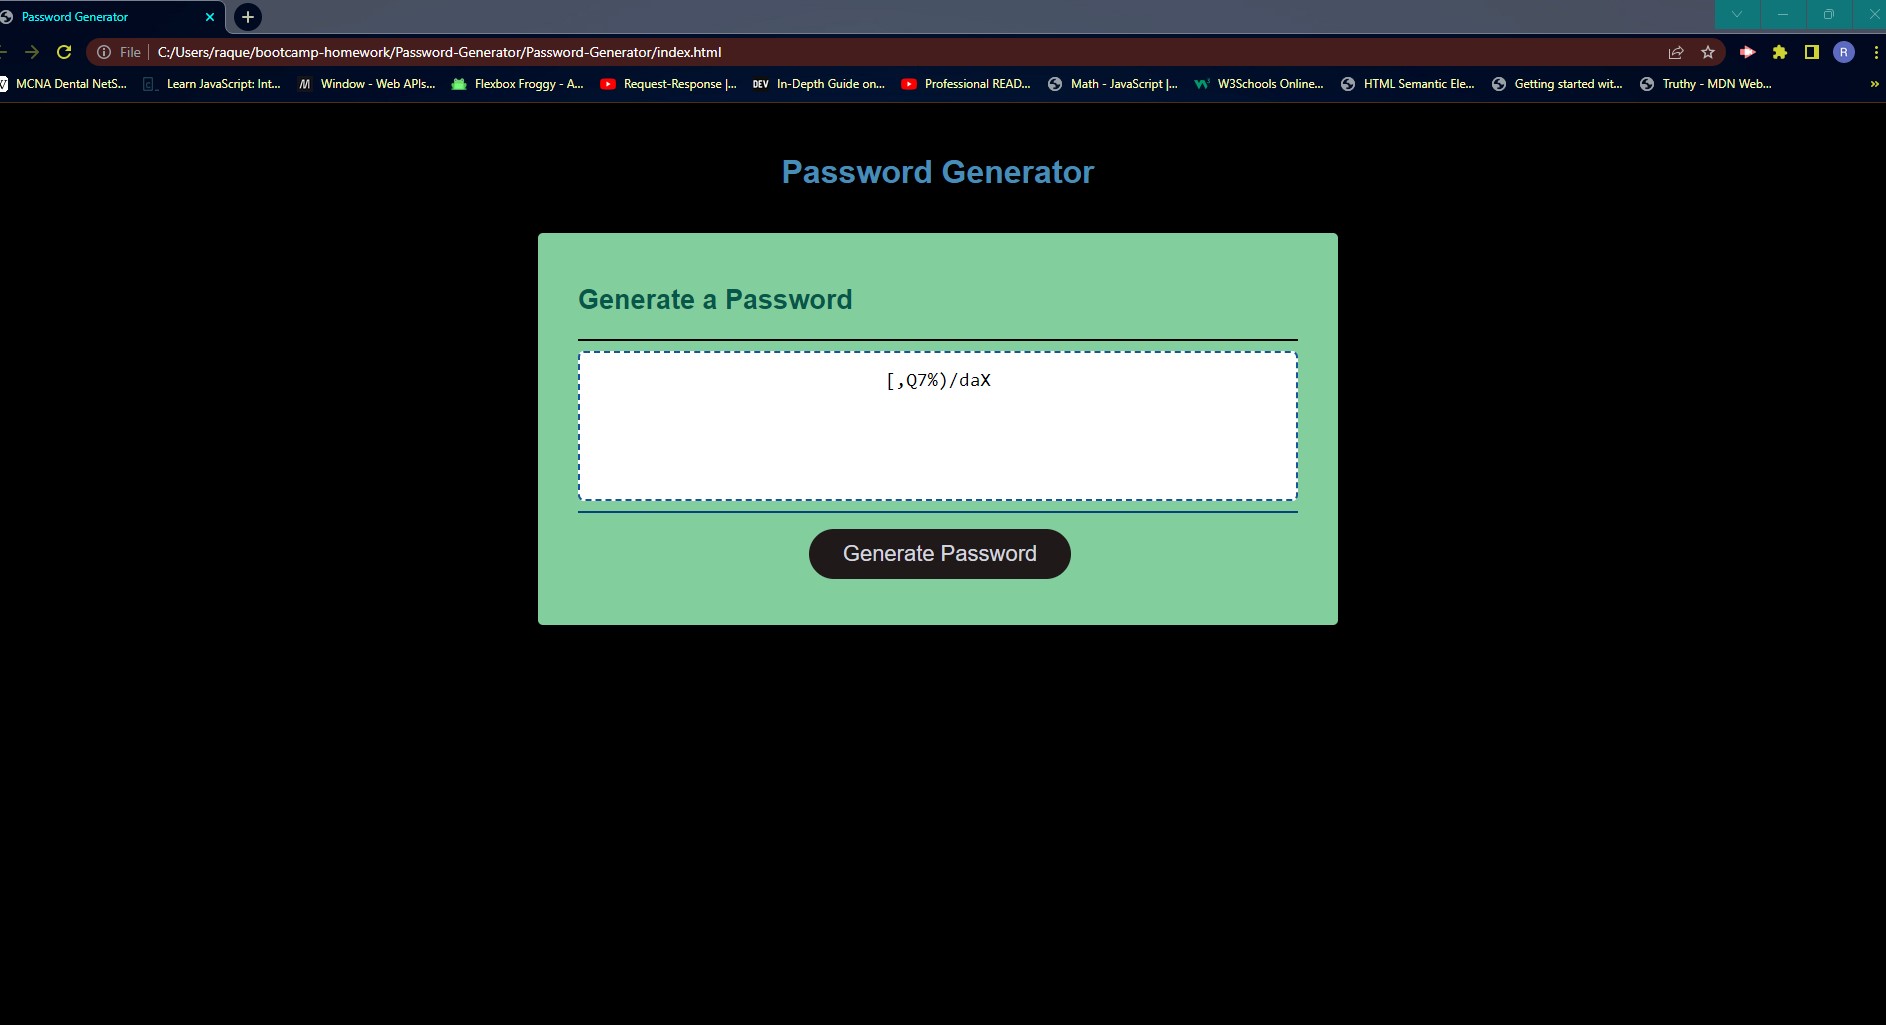 Password Generator
File C:/Users/raque/bootcamp-homework/Password-Generator/Password-Generator/index.html
R
MCNA Dental NetS... Learn JavaScript: Int... Window - Web APIs... Flexbox Froggy - A... Request-Response |... DEV In-Depth Guide on... Professional READ... Math - JavaScript |... W3Schools Online... HTML Semantic Ele... Getting started wit... Truthy - MDN Web... »
Password Generator
Generate a Password
[,Q7%)/daX
Generate Password